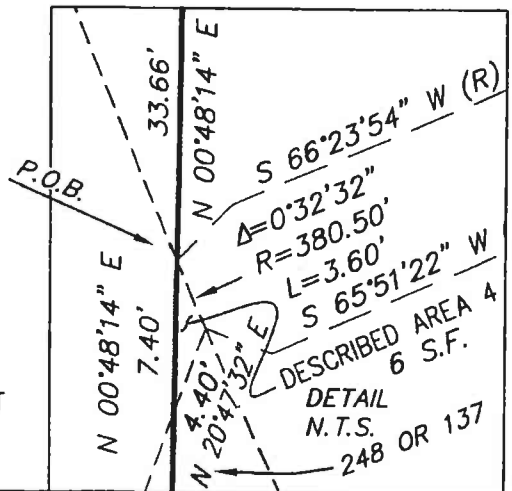 33.66'
N 00°48'14" E
S 66°23'54" W (R)
P.O.B.
Δ=0°32'32"
R=380.50'
L=3.60'
S 65°51'22" W
N 00°48'14" E
7.40'
4.40'
N 20°47'32" E
DESCRIBED AREA 4
6 S.F.
DETAIL
N.T.S.
248 OR 137
T